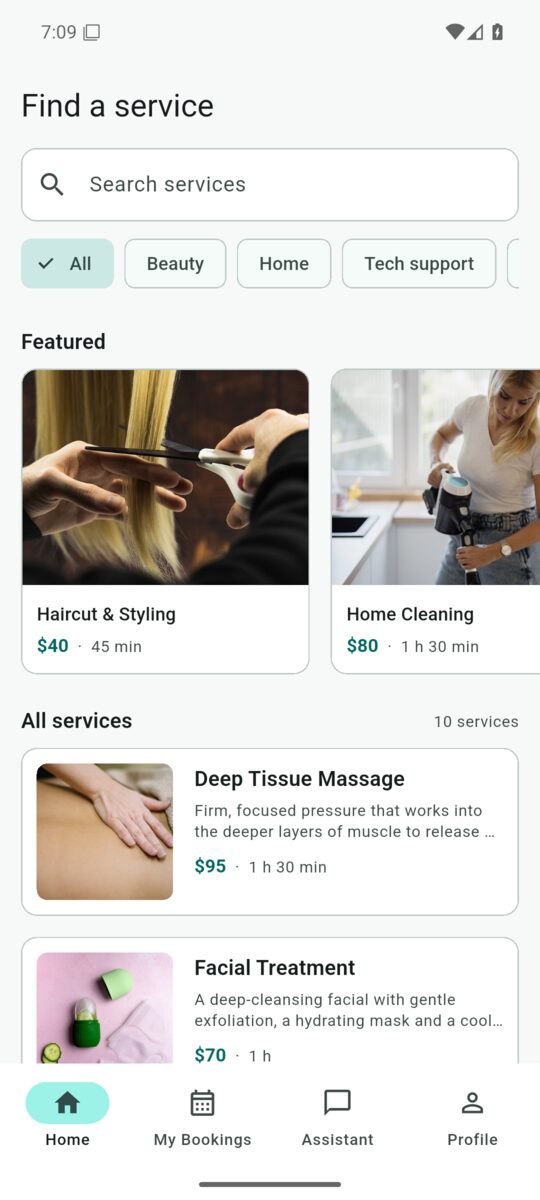 7:09
Find a service
Search services
All
Beauty
Home
Tech support
Featured
Haircut & Styling
$40 · 45 min
Home Cleaning
$80 · 1 h 30 min
All services
10 services
Deep Tissue Massage
Firm, focused pressure that works into
the deeper layers of muscle to release …
$95 · 1 h 30 min
Facial Treatment
A deep-cleansing facial with gentle
exfoliation, a hydrating mask and a cool…
$70 · 1 h
Home
My Bookings
Assistant
Profile